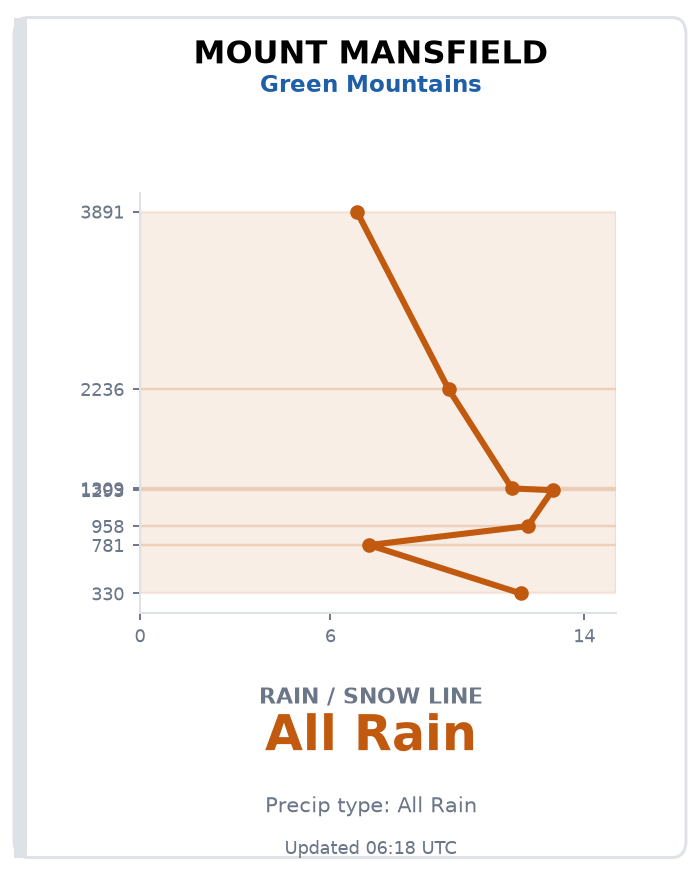 MOUNT MANSFIELD
Green Mountains
3891
2236
958
781
330
0 6 14
RAIN / SNOW LINE
All Rain
Precip type: All Rain
Updated 06:18 UTC